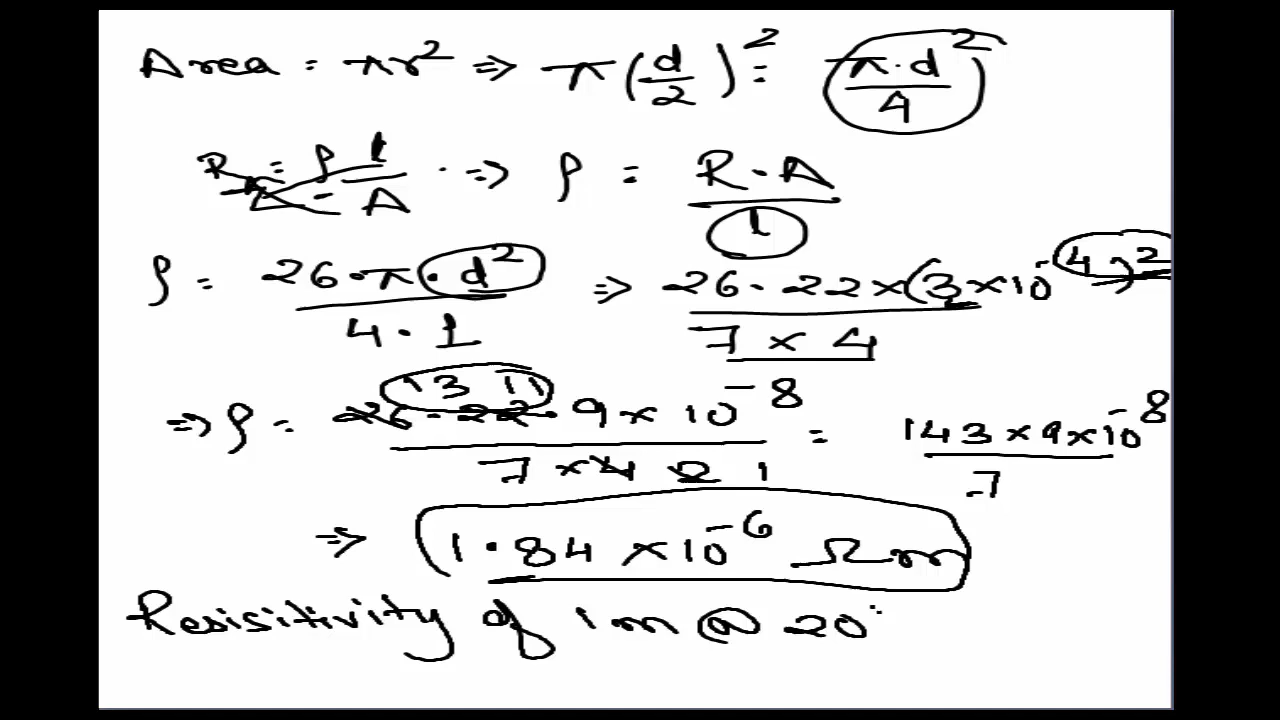 Area = πr² ⇒ π(d/2)² = π·d²/4
R = ρ l/A ·⇒ ρ = R·A/l
ρ = 26·π·d²/4·1 ⇒ 26·22×(3×10⁻⁴)²/7×4
⇒ ρ = 26·22·9×10⁻⁸/7×4 2 1 13 11 = 143×9×10⁻⁸/7
⇒ 1.84×10⁻⁶ Ωm
Resisitivity of 1m @ 20°